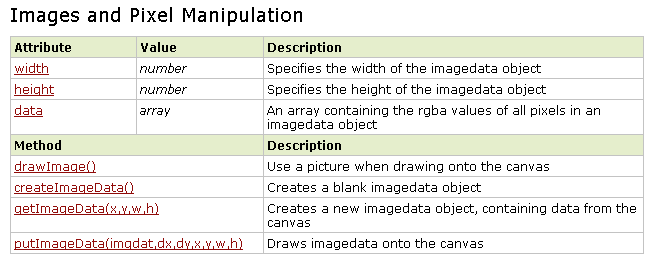 Images and Pixel Manipulation
Attribute Value Description
width number Specifies the width of the imagedata object
height number Specifies the height of the imagedata object
data array An array containing the rgba values of all pixels in an
imagedata object
Method Description
drawImage() Use a picture when drawing onto the canvas
createImageData() Creates a blank imagedata object
getImageData(x,y,w,h) Creates a new imagedata object, containing data from the
canvas
putImageData(imgdat,dx,dy,x,y,w,h) Draws imagedata onto the canvas